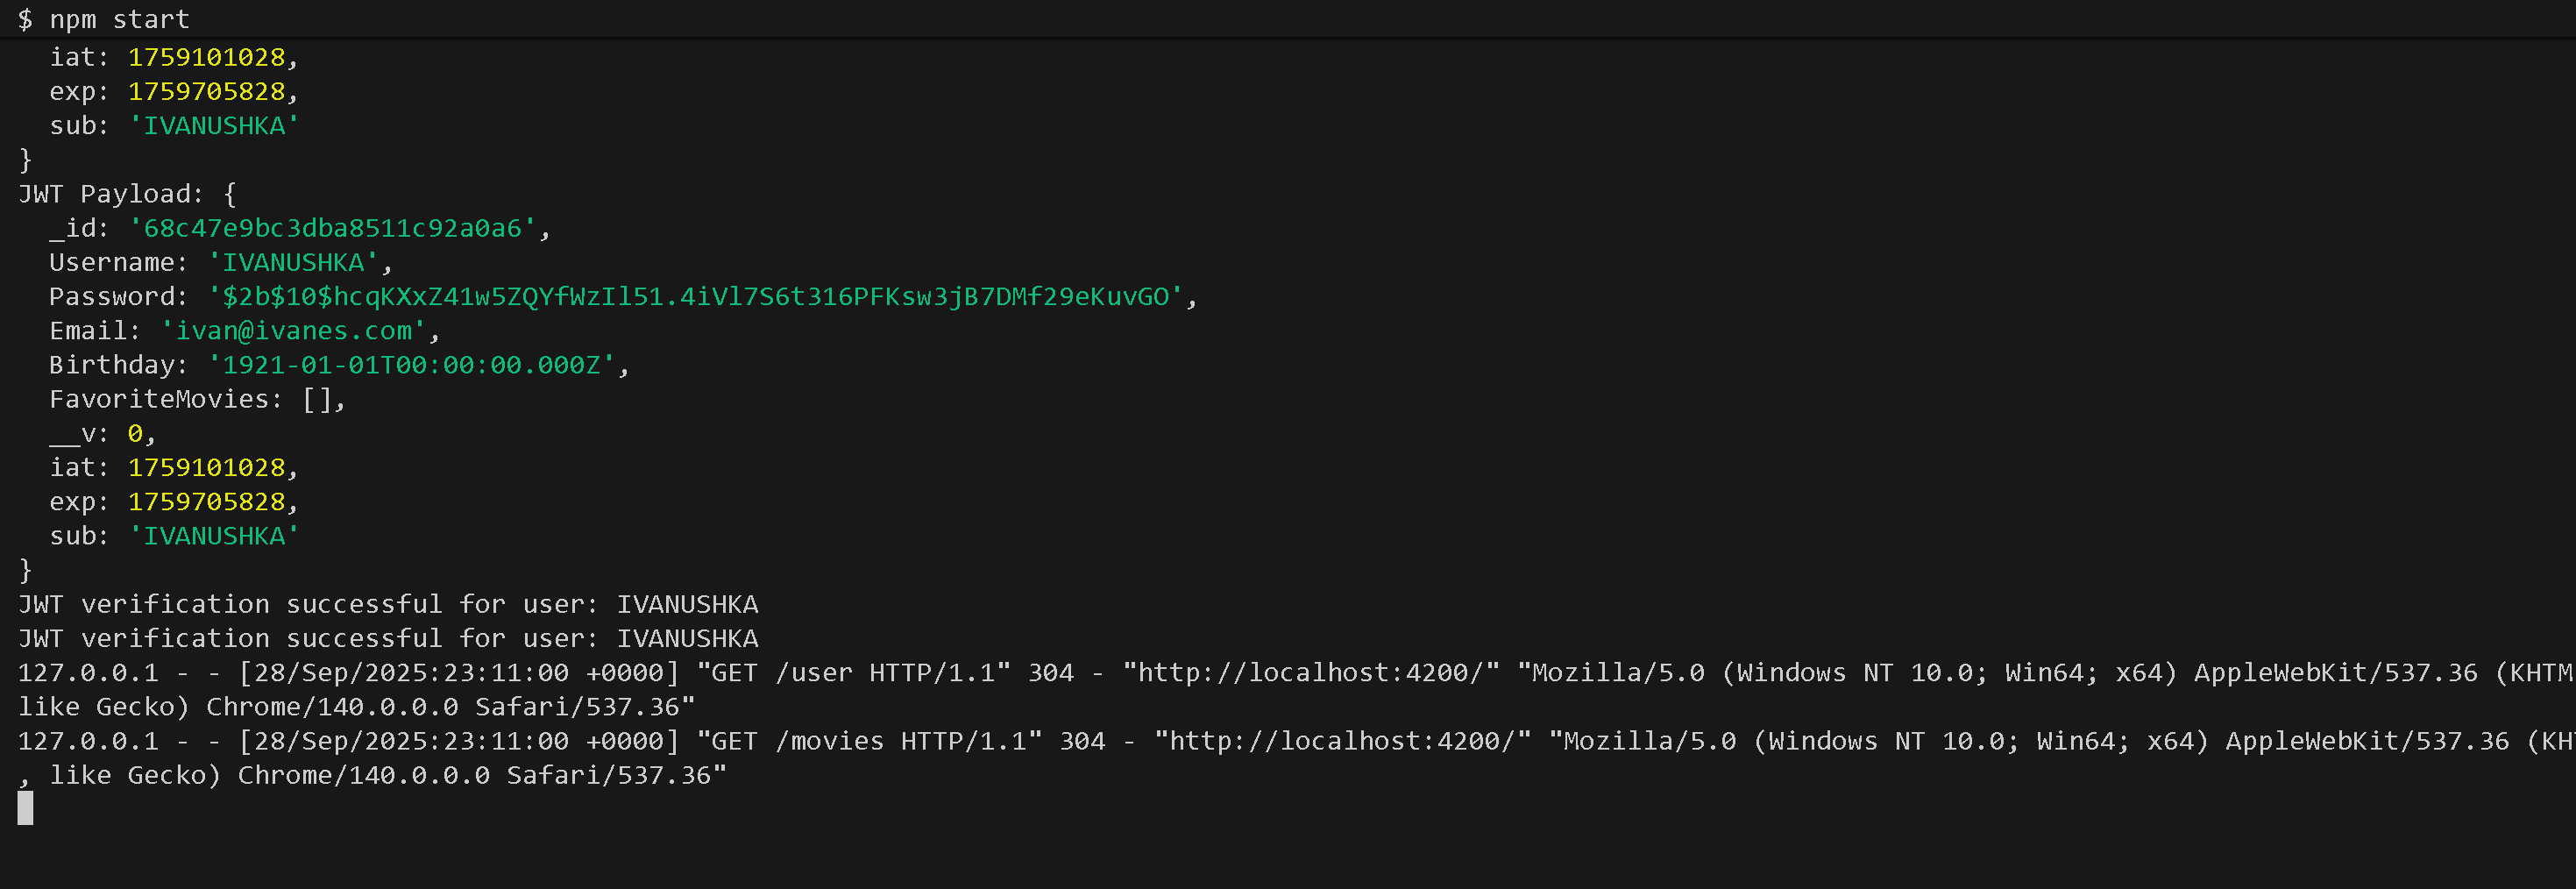 $ npm start
  iat: 1759101028,
  exp: 1759705828,
  sub: 'IVANUSHKA'
}
JWT Payload: {
  _id: '68c47e9bc3dba8511c92a0a6',
  Username: 'IVANUSHKA',
  Password: '$2b$10$hcqKXxZ41w5ZQYfWzIl51.4iVl7S6t316PFKsw3jB7DMf29eKuvGO',
  Email: 'ivan@ivanes.com',
  Birthday: '1921-01-01T00:00:00.000Z',
  FavoriteMovies: [],
  __v: 0,
  iat: 1759101028,
  exp: 1759705828,
  sub: 'IVANUSHKA'
}
JWT verification successful for user: IVANUSHKA
JWT verification successful for user: IVANUSHKA
127.0.0.1 - - [28/Sep/2025:23:11:00 +0000] "GET /user HTTP/1.1" 304 - "http://localhost:4200/" "Mozilla/5.0 (Windows NT 10.0; Win64; x64) AppleWebKit/537.36 (KHTM
like Gecko) Chrome/140.0.0.0 Safari/537.36"
127.0.0.1 - - [28/Sep/2025:23:11:00 +0000] "GET /movies HTTP/1.1" 304 - "http://localhost:4200/" "Mozilla/5.0 (Windows NT 10.0; Win64; x64) AppleWebKit/537.36 (KH
, like Gecko) Chrome/140.0.0.0 Safari/537.36"